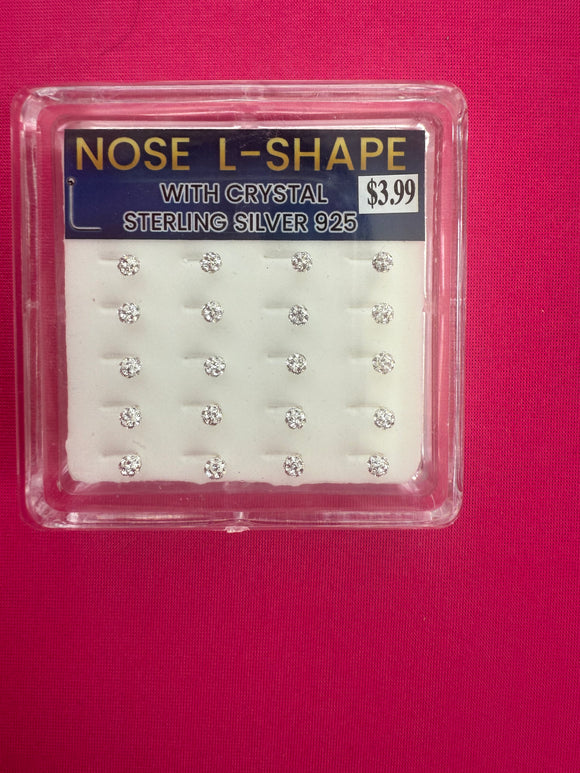 NOSE L-SHAPE
WITH CRYSTAL
$3.99
STERLING SILVER 925